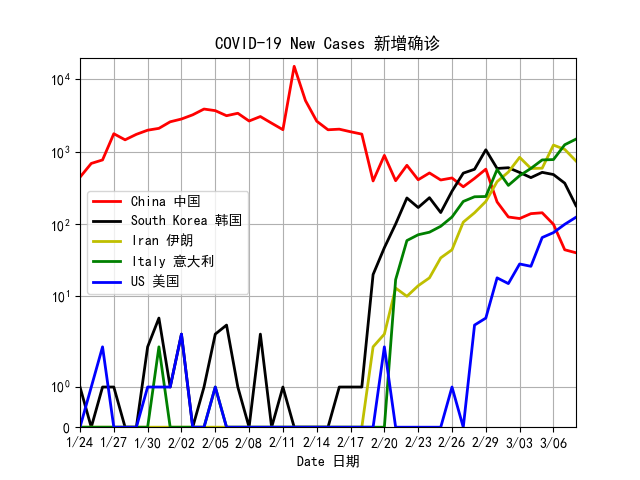 COVID-19 New Cases 新增确诊
10⁴
10³
10²
10¹
10⁰
0
China 中国
South Korea 韩国
Iran 伊朗
Italy 意大利
US 美国
1/24 1/27 1/30 2/02 2/05 2/08 2/11 2/14 2/17 2/20 2/23 2/26 2/29 3/03 3/06
Date 日期